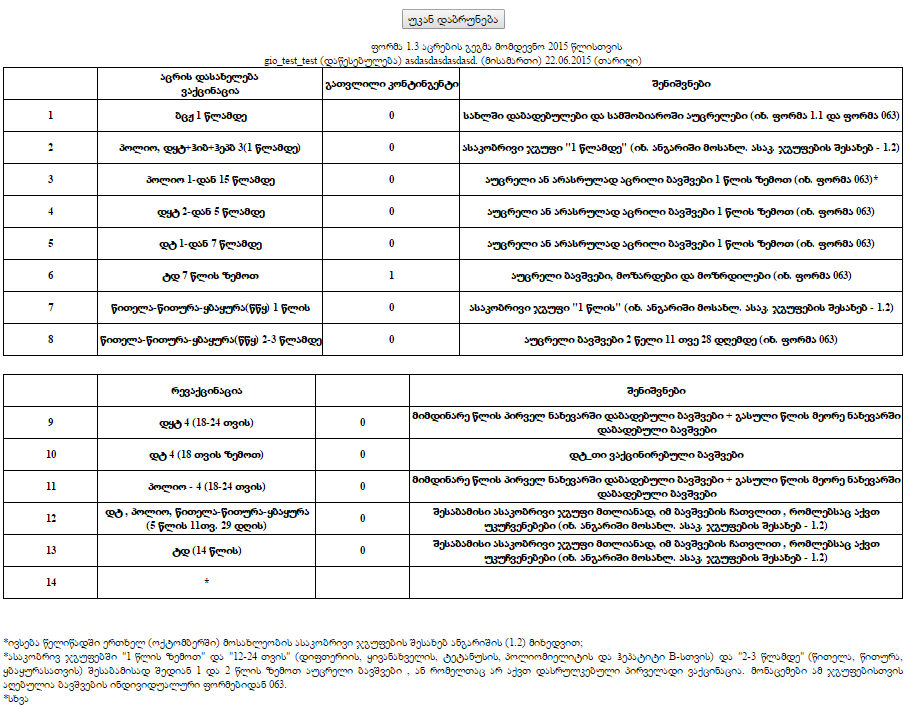 უკან დაბრუნება
ფორმა 1.3 აცრების გეგმა მომდევნო 2015 წლისთვის
gio_test_test (დაწესებულება) asdasdasdasdasd. (მისამართი) 22.06.2015 (თარიღი)
აცრის დასახელება
ვაქცინაცია
გათვლილი კონტინგენტი
შენიშვნები
1 ბცჟ 1 წლამდე 0 სახლში დაბადებულები და სამშობიაროში აუცრელები (იხ. ფორმა 1.1 და ფორმა 063)
2 პოლიო, დყტ+ჰიბ+ჰეპბ 3(1 წლამდე) 0 ასაკობრივი ჯგუფი "1 წლამდე" (იხ. ანგარიში მოსახლ. ასაკ. ჯგუფების შესახებ - 1.2)
3 პოლიო 1-დან 15 წლამდე 0 აუცრელი ან არასრულად აცრილი ბავშვები 1 წლის ზემოთ (იხ. ფორმა 063)*
4 დყტ 2-დან 5 წლამდე 0 აუცრელი ან არასრულად აცრილი ბავშვები 1 წლის ზემოთ (იხ. ფორმა 063)
5 დტ 1-დან 7 წლამდე 0 აუცრელი ან არასრულად აცრილი ბავშვები 1 წლის ზემოთ (იხ. ფორმა 063)
6 ტდ 7 წლის ზემოთ 1 აუცრელი ბავშვები, მოზარდები და მოზრდილები (იხ. ფორმა 063)
7 წითელა-წითურა-ყბაყურა(წწყ) 1 წლის 0 ასაკობრივი ჯგუფი "1 წლის" (იხ. ანგარიში მოსახლ. ასაკ. ჯგუფების შესახებ - 1.2)
8 წითელა-წითურა-ყბაყურა(წწყ) 2-3 წლამდე 0 აუცრელი ბავშვები 2 წელი 11 თვე 28 დღემდე (იხ. ფორმა 063)
რევაქცინაცია შენიშვნები
9 დყტ 4 (18-24 თვის) 0 მიმდინარე წლის პირველ ნახევარში დაბადებული ბავშვები + გასული წლის მეორე ნახევარში
დაბადებული ბავშვები
10 დტ 4 (18 თვის ზემოთ) 0 დტ_თი ვაქცინირებული ბავშვები
11 პოლიო - 4 (18-24 თვის) 0 მიმდინარე წლის პირველ ნახევარში დაბადებული ბავშვები + გასული წლის მეორე ნახევარში
დაბადებული ბავშვები
12 დტ , პოლიო, წითელა-წითურა-ყბაყურა
(5 წლის 11თვ. 29 დღის) 0 შესაბამისი ასაკობრივი ჯგუფი მთლიანად, იმ ბავშვების ჩათვლით , რომლებსაც აქვთ
უკუჩვენებები (იხ. ანგარიში მოსახლ. ასაკ. ჯგუფების შესახებ - 1.2)
13 ტდ (14 წლის) 0 შესაბამისი ასაკობრივი ჯგუფი მთლიანად, იმ ბავშვების ჩათვლით , რომლებსაც აქვთ
უკუჩვენებები (იხ. ანგარიში მოსახლ. ასაკ. ჯგუფების შესახებ - 1.2)
14 *
*ივსება წელიწადში ერთხელ (ოქტომბერში) მოსახლეობის ასაკობრივი ჯგუფების შესახებ ანგარიშის (1.2) მიხედვით;
*ასაკობრივ ჯგუფებში "1 წლის ზემოთ" და "12-24 თვის" (დიფთერიის, ყივანახველის, ტეტანუსის, პოლიომიელიტის და ჰეპატიტი B-სთვის) და "2-3 წლამდე" (წითელა, წითურა,
ყბაყურასათვის) შესაბამისად შედიან 1 და 2 წლის ზემოთ აუცრელი ბავშვები , ან რომელთაც არ აქვთ დასრულებული პირველადი ვაქცინაცია. მონაცემები ამ ჯგუფებისთვის
აღებულია ბავშვების ინდივიდუალური ფორმებიდან 063.
*სხვა